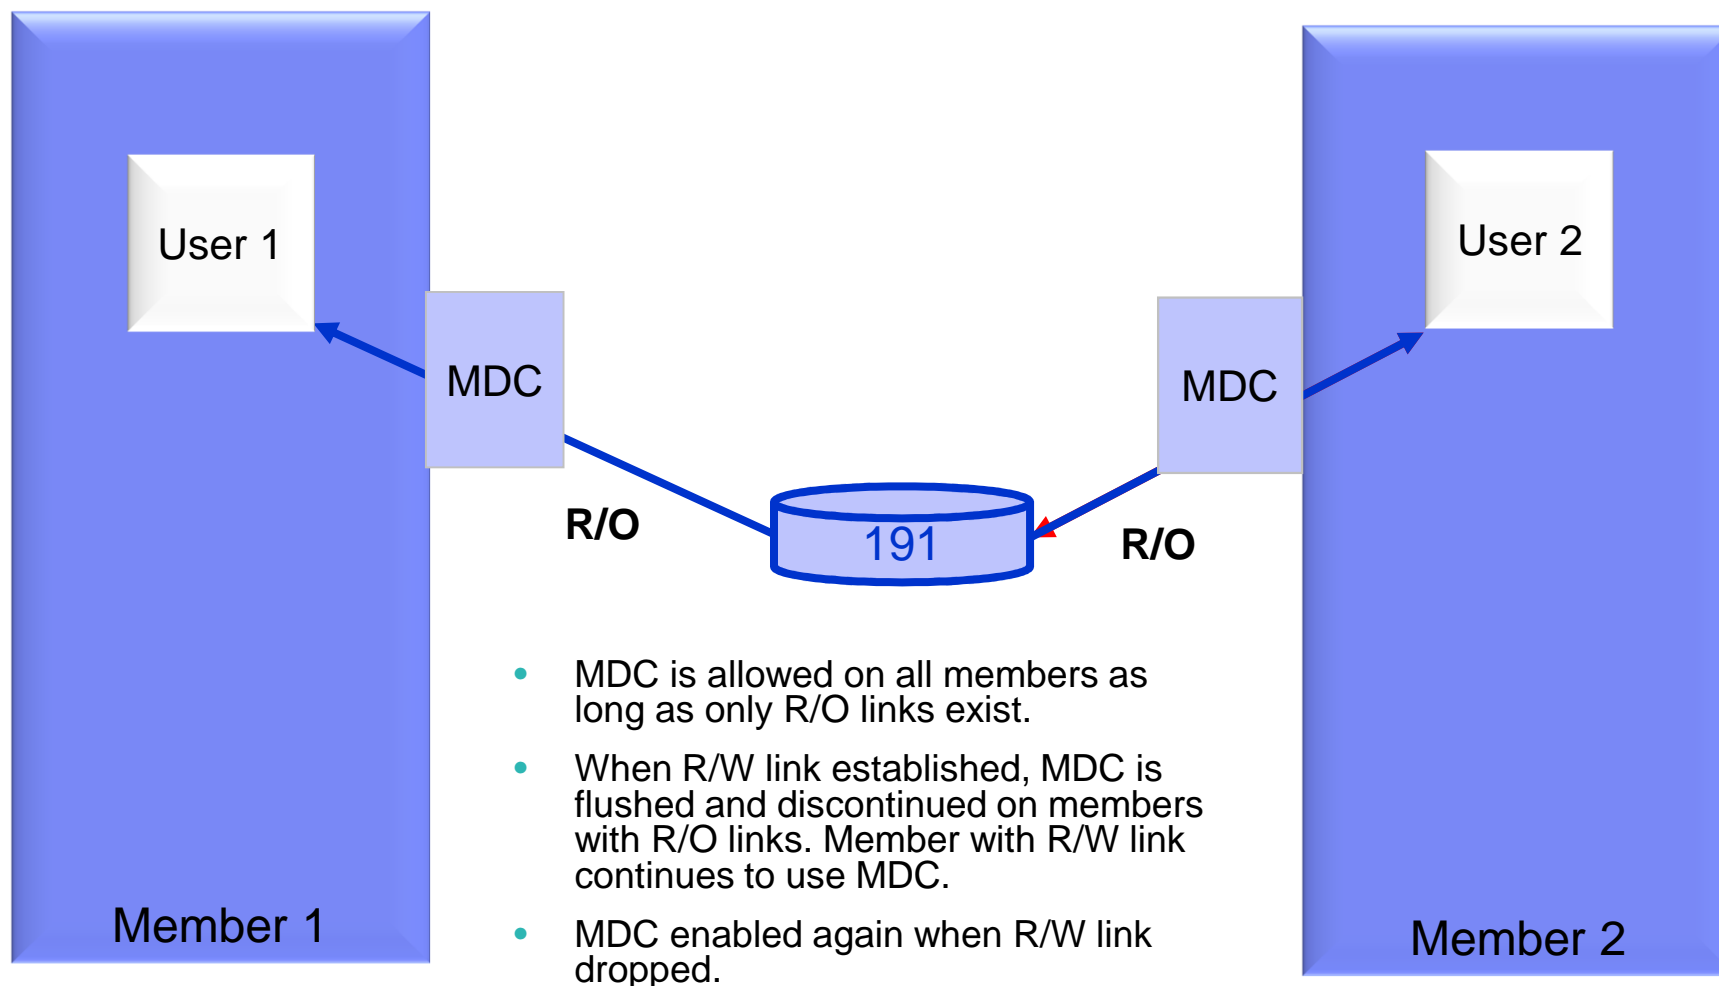 User 1
User 2
MDC
MDC
R/O
191
R/O
• MDC is allowed on all members as
long as only R/O links exist.
• When R/W link established, MDC is
flushed and discontinued on members
with R/O links. Member with R/W link
continues to use MDC.
• MDC enabled again when R/W link
dropped.
Member 1
Member 2